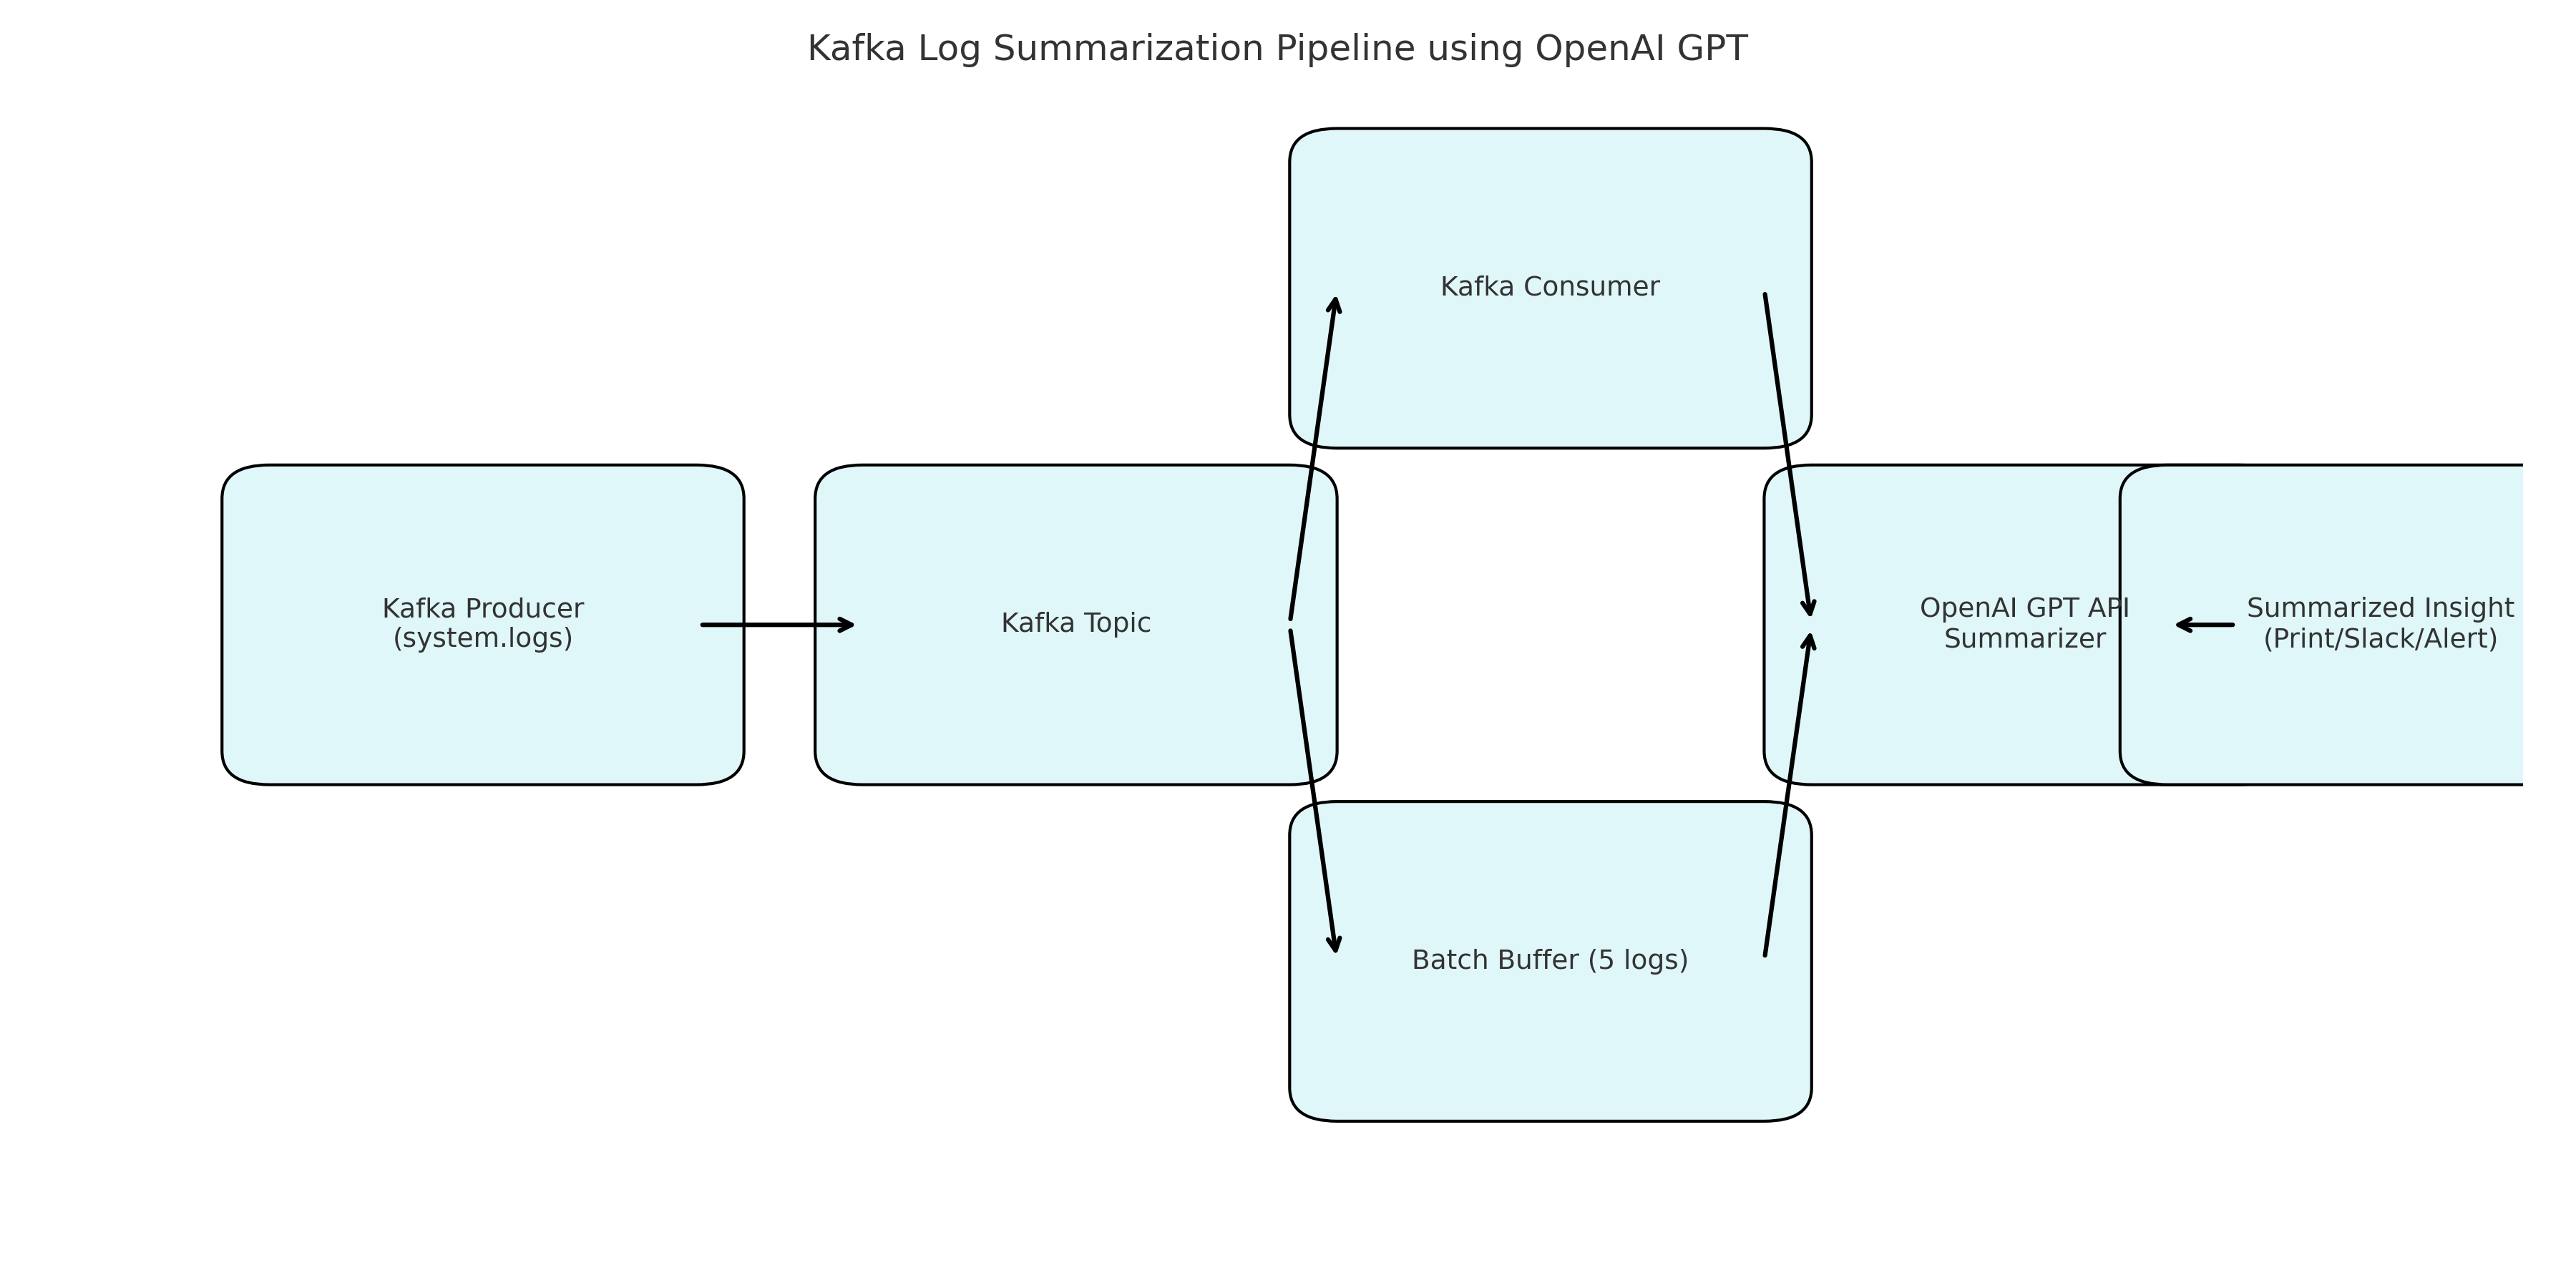 Kafka Log Summarization Pipeline using OpenAI GPT
Kafka Consumer
Kafka Producer
(system.logs)
Kafka Topic
OpenAI GPT API
Summarizer
Summarized Insight
(Print/Slack/Alert)
Batch Buffer (5 logs)